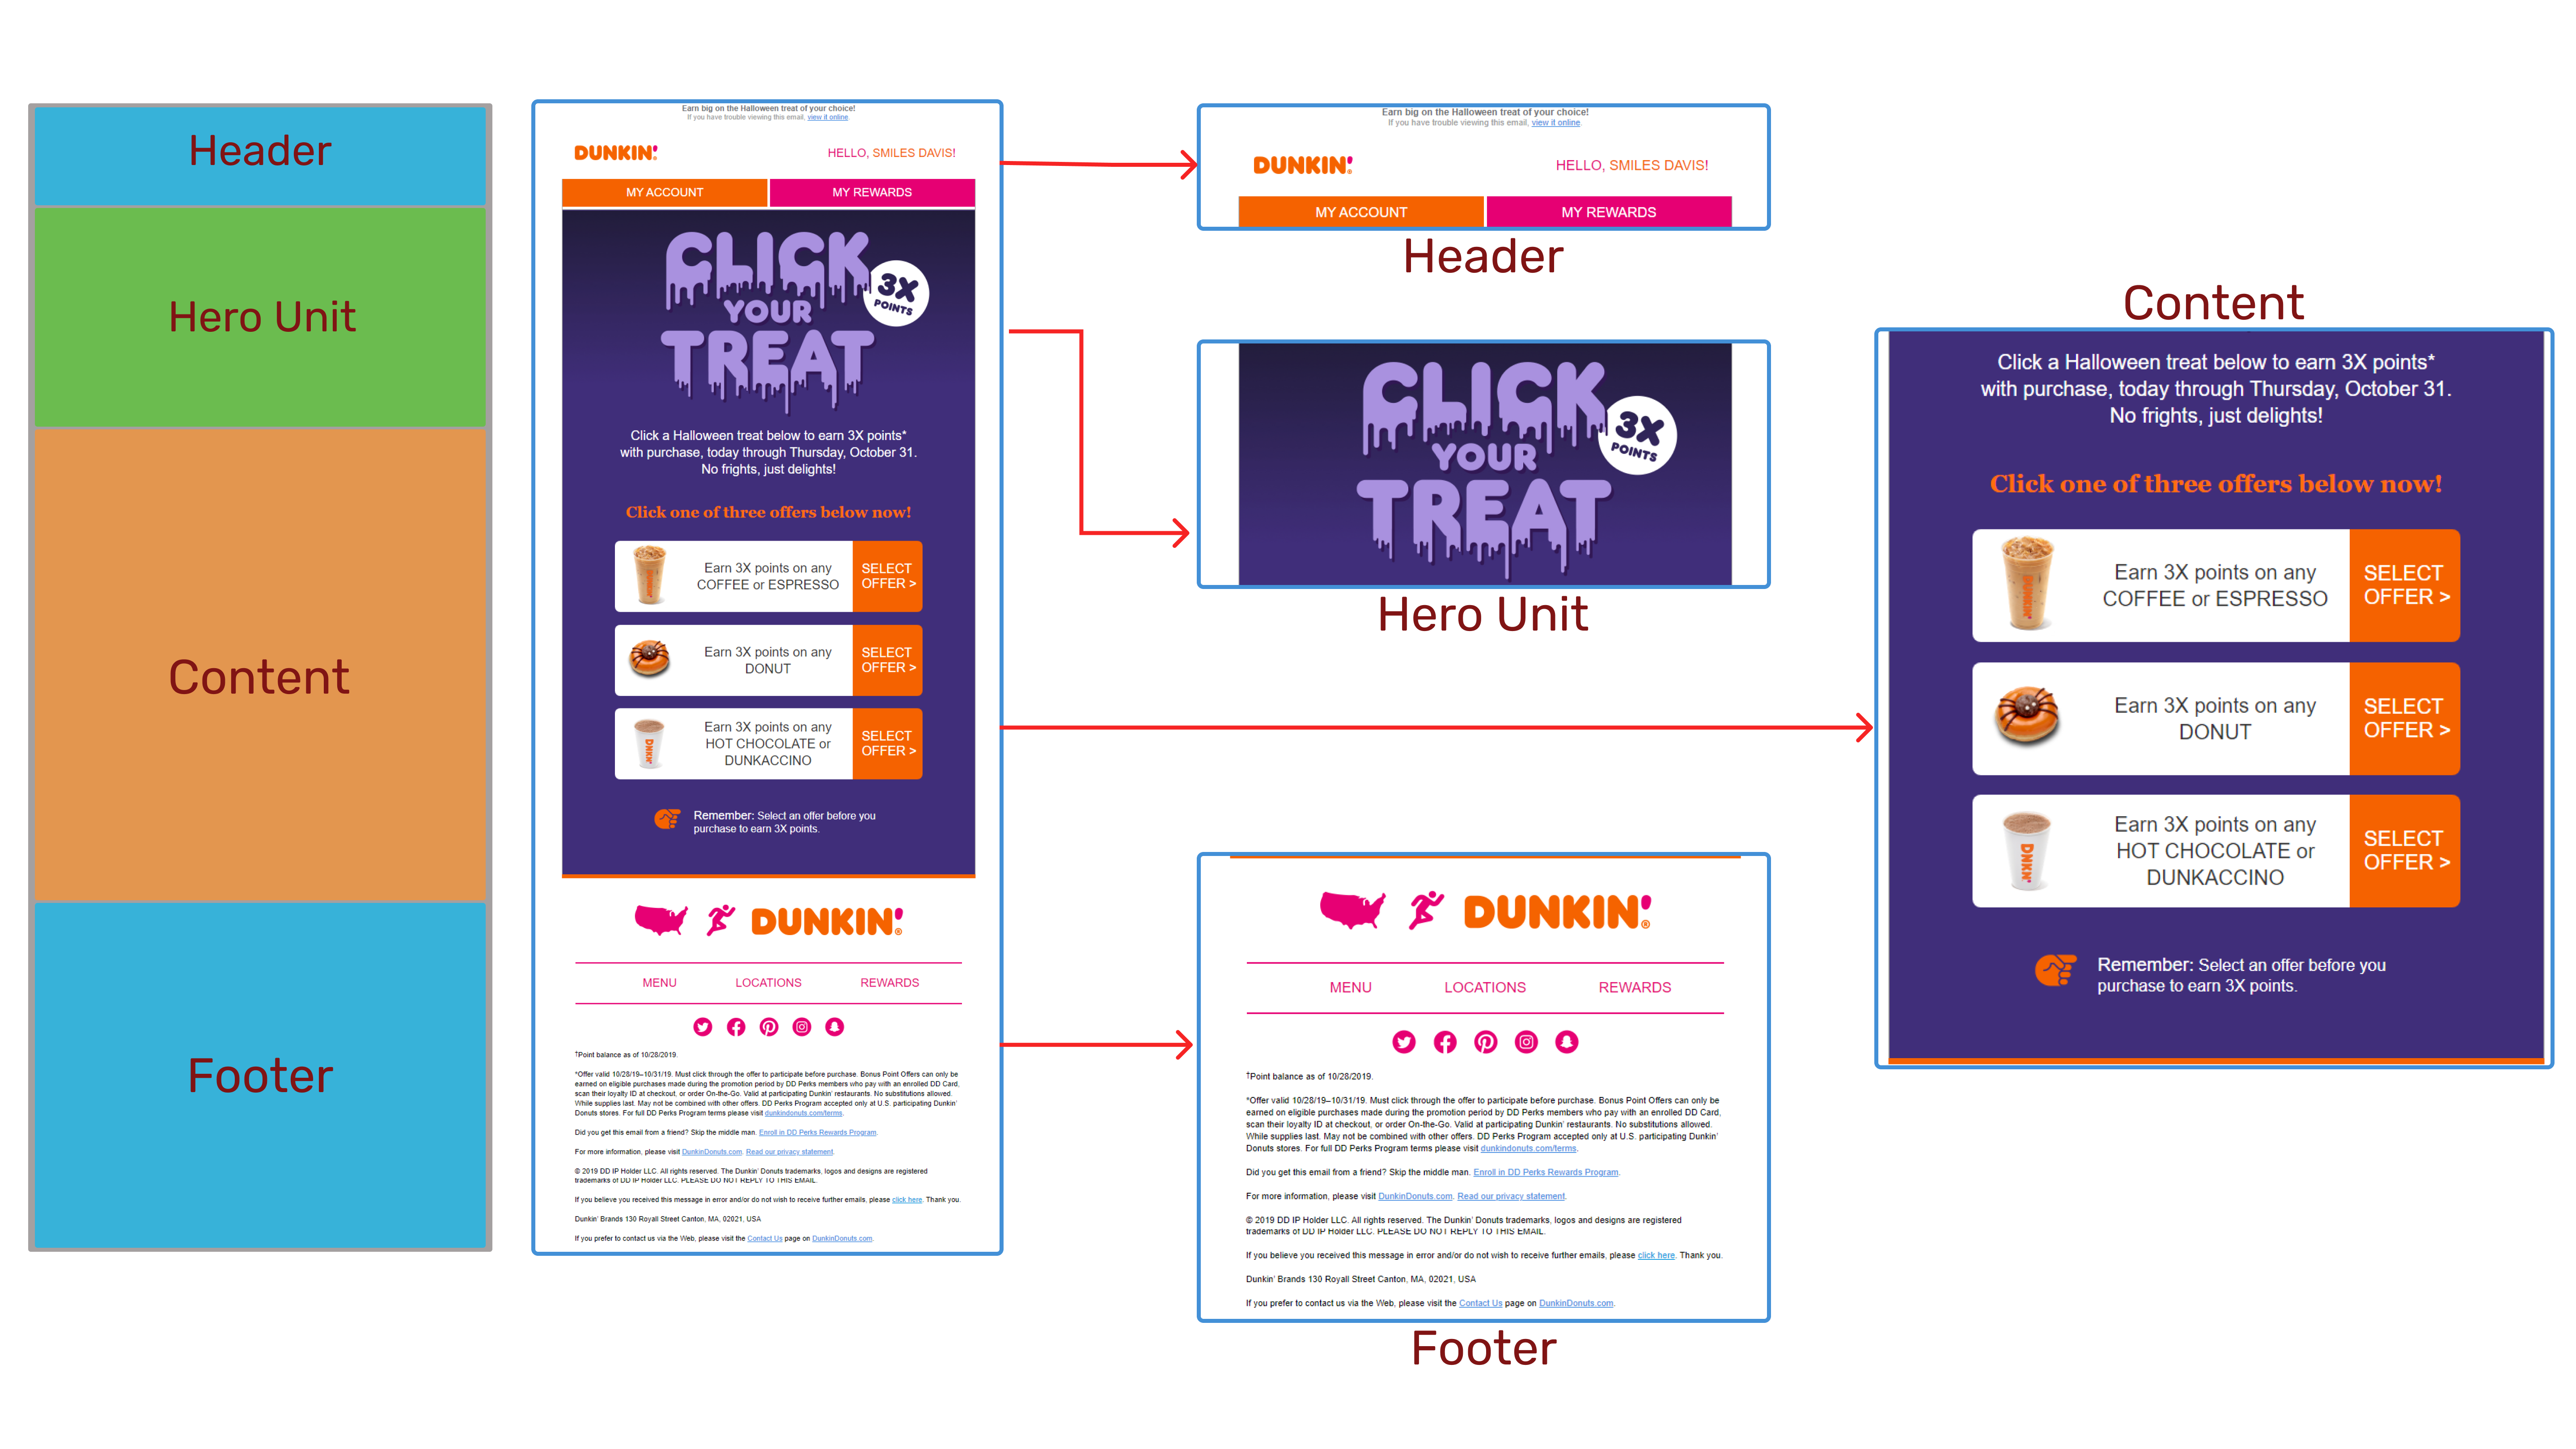 Header
Hero Unit
Content
Footer
Earn big on the Halloween treat of your choice!
If you have trouble viewing this email, view it online.
DUNKIN'®
HELLO, SMILES DAVIS!
MY ACCOUNT
MY REWARDS
CLICK
YOUR
TREAT
3X
POINTS
Click a Halloween treat below to earn 3X points*
with purchase, today through Thursday, October 31.
No frights, just delights!
Click one of three offers below now!
DUNKIN'
Earn 3X points on any
COFFEE or ESPRESSO
SELECT
OFFER >
Earn 3X points on any
DONUT
SELECT
OFFER >
DNKN'
Earn 3X points on any
HOT CHOCOLATE or
DUNKACCINO
SELECT
OFFER >
Remember: Select an offer before you
purchase to earn 3X points.
DUNKIN'®
MENU
LOCATIONS
REWARDS
†Point balance as of 10/28/2019.
*Offer valid 10/28/19–10/31/19. Must click through the offer to participate before purchase. Bonus Point Offers can only be
earned on eligible purchases made during the promotion period by DD Perks members who pay with an enrolled DD Card,
scan their loyalty ID at checkout, or order On-the-Go. Valid at participating Dunkin' restaurants. No substitutions allowed.
While supplies last. May not be combined with other offers. DD Perks Program accepted only at U.S. participating Dunkin'
Donuts stores. For full DD Perks Program terms please visit dunkindonuts.com/terms.
Did you get this email from a friend? Skip the middle man. Enroll in DD Perks Rewards Program.
For more information, please visit DunkinDonuts.com. Read our privacy statement.
© 2019 DD IP Holder LLC. All rights reserved. The Dunkin' Donuts trademarks, logos and designs are registered
trademarks of DD IP Holder LLC. PLEASE DO NOT REPLY TO THIS EMAIL.
If you believe you received this message in error and/or do not wish to receive further emails, please click here. Thank you.
Dunkin' Brands 130 Royall Street Canton, MA, 02021, USA
If you prefer to contact us via the Web, please visit the Contact Us page on DunkinDonuts.com.
Earn big on the Halloween treat of your choice!
If you have trouble viewing this email, view it online.
DUNKIN'®
HELLO, SMILES DAVIS!
MY ACCOUNT
MY REWARDS
Header
CLICK
YOUR
TREAT
3X
POINTS
Hero Unit
DUNKIN'®
MENU
LOCATIONS
REWARDS
†Point balance as of 10/28/2019.
*Offer valid 10/28/19–10/31/19. Must click through the offer to participate before purchase. Bonus Point Offers can only be
earned on eligible purchases made during the promotion period by DD Perks members who pay with an enrolled DD Card,
scan their loyalty ID at checkout, or order On-the-Go. Valid at participating Dunkin' restaurants. No substitutions allowed.
While supplies last. May not be combined with other offers. DD Perks Program accepted only at U.S. participating Dunkin'
Donuts stores. For full DD Perks Program terms please visit dunkindonuts.com/terms.
Did you get this email from a friend? Skip the middle man. Enroll in DD Perks Rewards Program.
For more information, please visit DunkinDonuts.com. Read our privacy statement.
© 2019 DD IP Holder LLC. All rights reserved. The Dunkin' Donuts trademarks, logos and designs are registered
trademarks of DD IP Holder LLC. PLEASE DO NOT REPLY TO THIS EMAIL.
If you believe you received this message in error and/or do not wish to receive further emails, please click here. Thank you.
Dunkin' Brands 130 Royall Street Canton, MA, 02021, USA
If you prefer to contact us via the Web, please visit the Contact Us page on DunkinDonuts.com.
Footer
Content
Click a Halloween treat below to earn 3X points*
with purchase, today through Thursday, October 31.
No frights, just delights!
Click one of three offers below now!
DUNKIN'
Earn 3X points on any
COFFEE or ESPRESSO
SELECT
OFFER >
Earn 3X points on any
DONUT
SELECT
OFFER >
DNKN'
Earn 3X points on any
HOT CHOCOLATE or
DUNKACCINO
SELECT
OFFER >
Remember: Select an offer before you
purchase to earn 3X points.